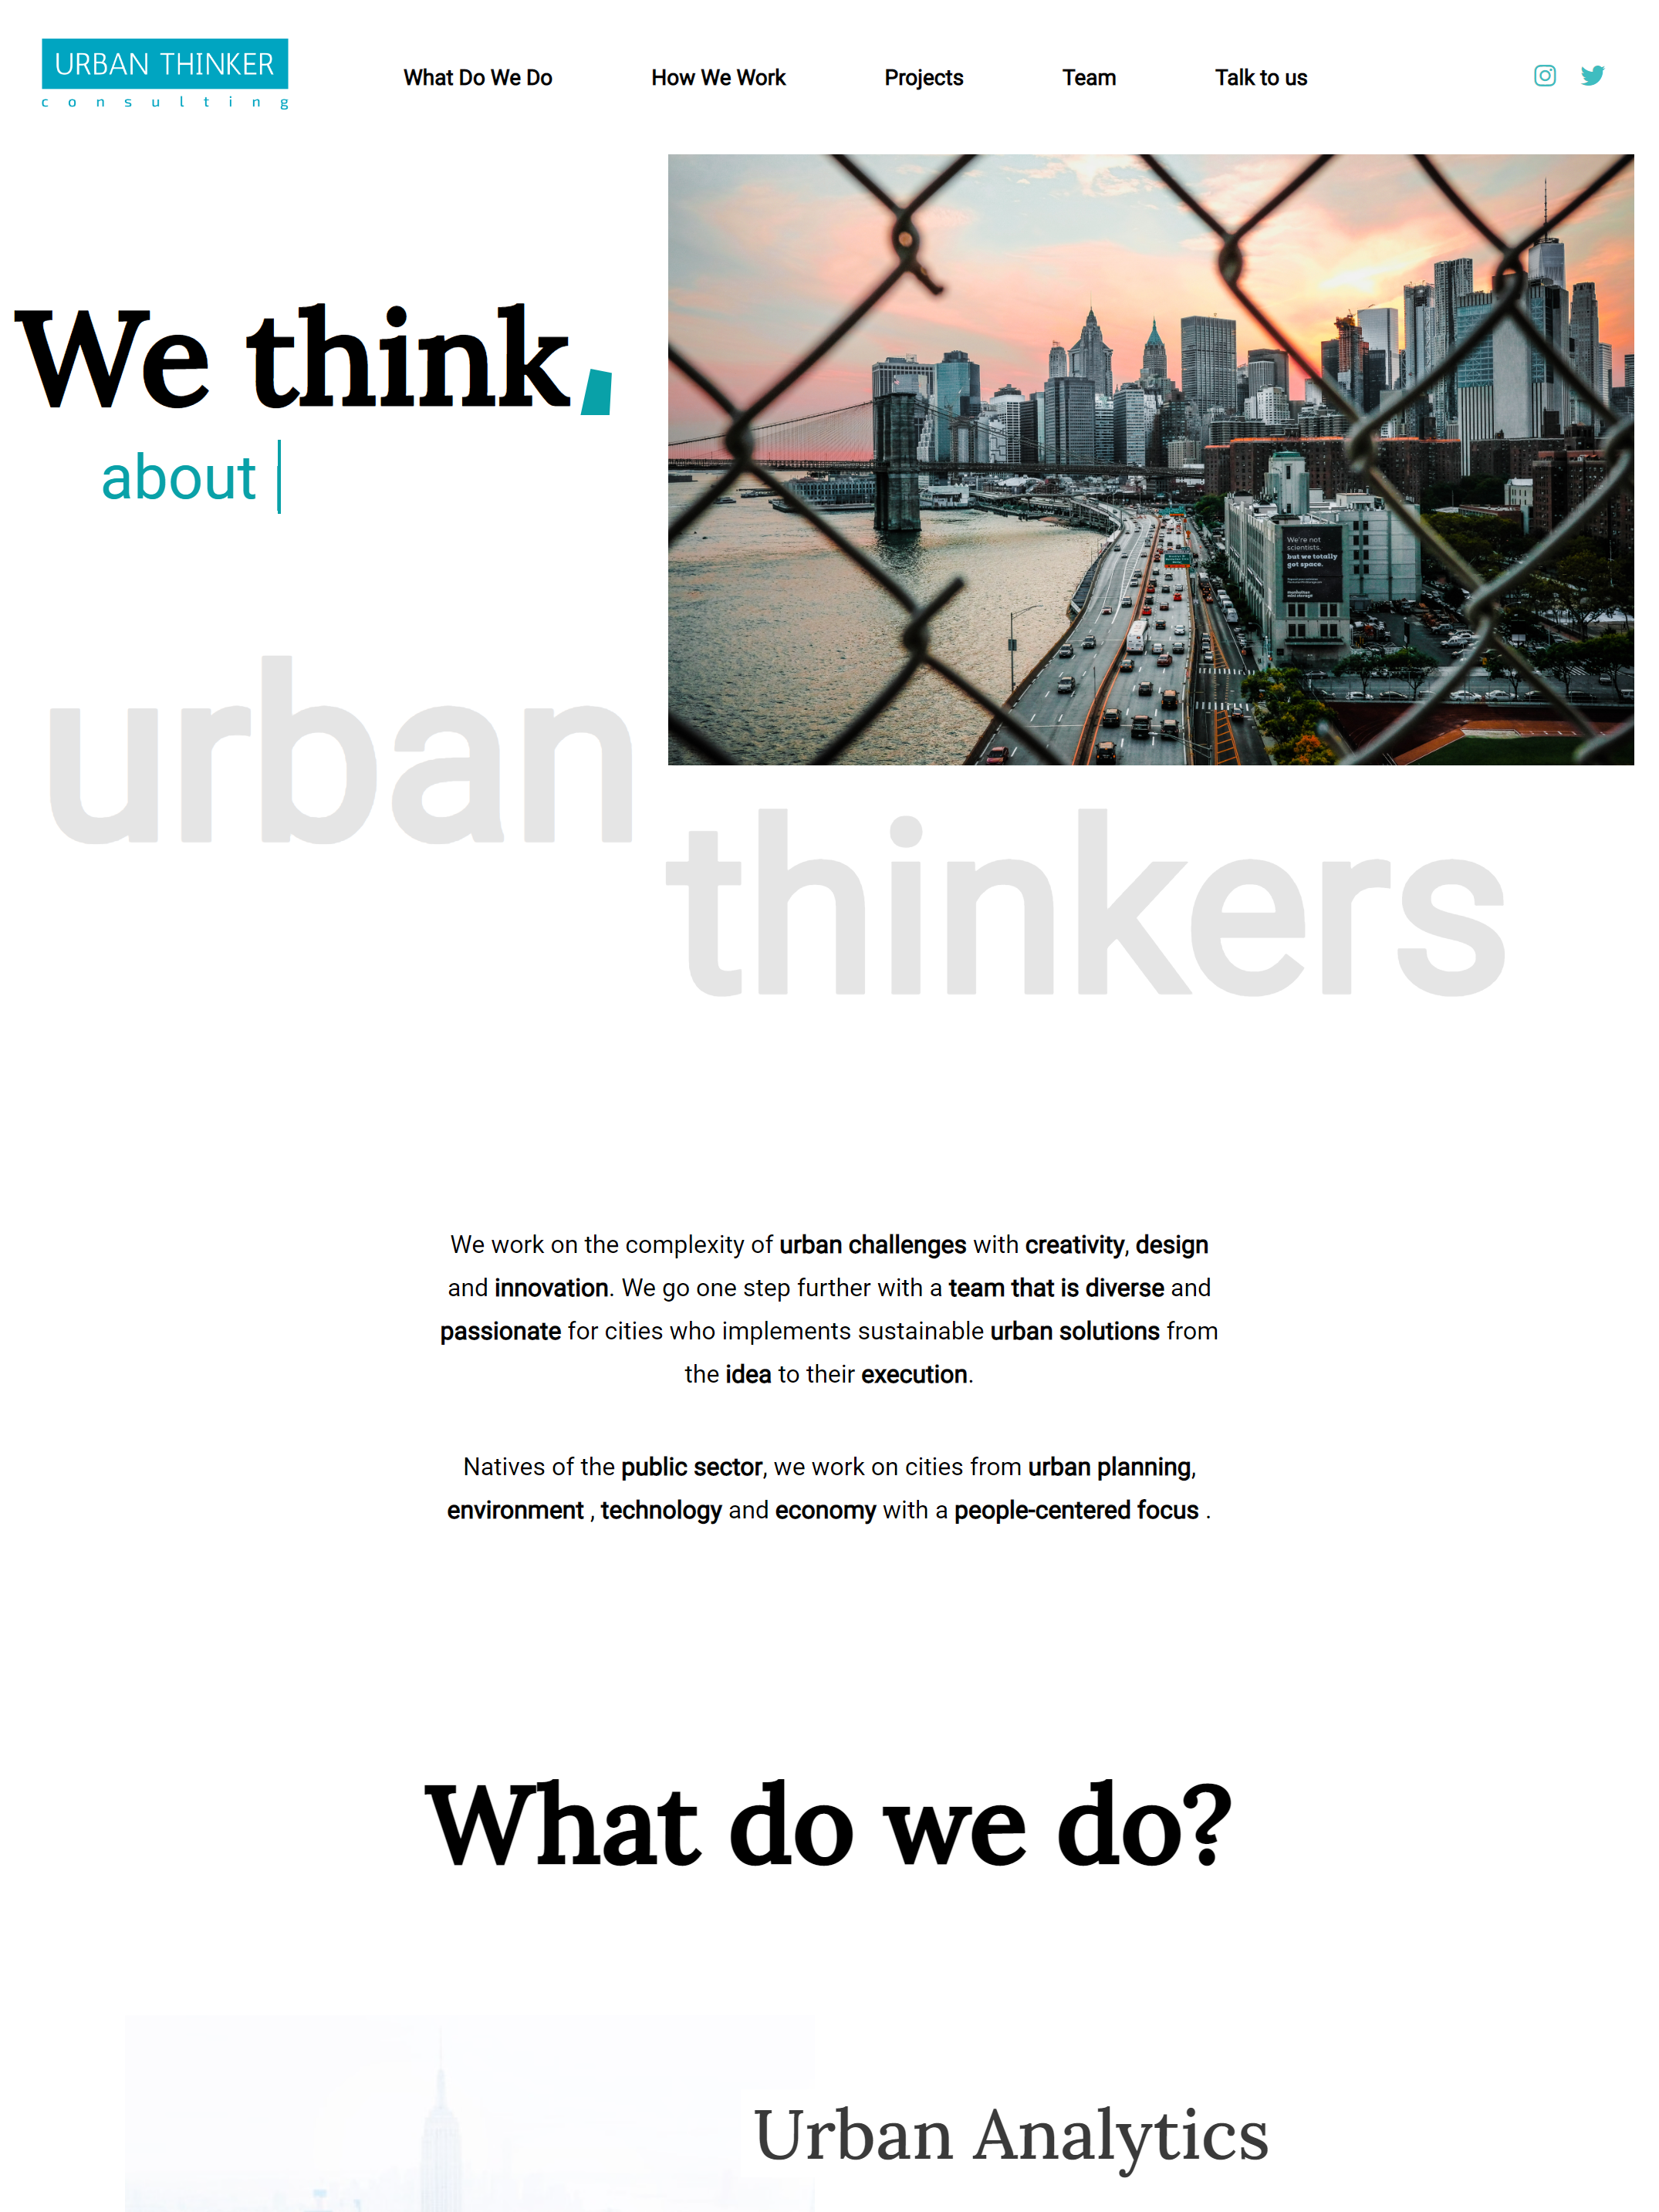 URBAN THINKER
consulting
What Do We Do
How We Work
Projects
Team
Talk to us
We think
about
We're not
scientists,
but we totally
got space.
manhattan
mini storage
urban
thinkers
We work on the complexity of urban challenges with creativity, design
and innovation. We go one step further with a team that is diverse and
passionate for cities who implements sustainable urban solutions from
the idea to their execution.
Natives of the public sector, we work on cities from urban planning,
environment , technology and economy with a people-centered focus .
What do we do?
Urban Analytics